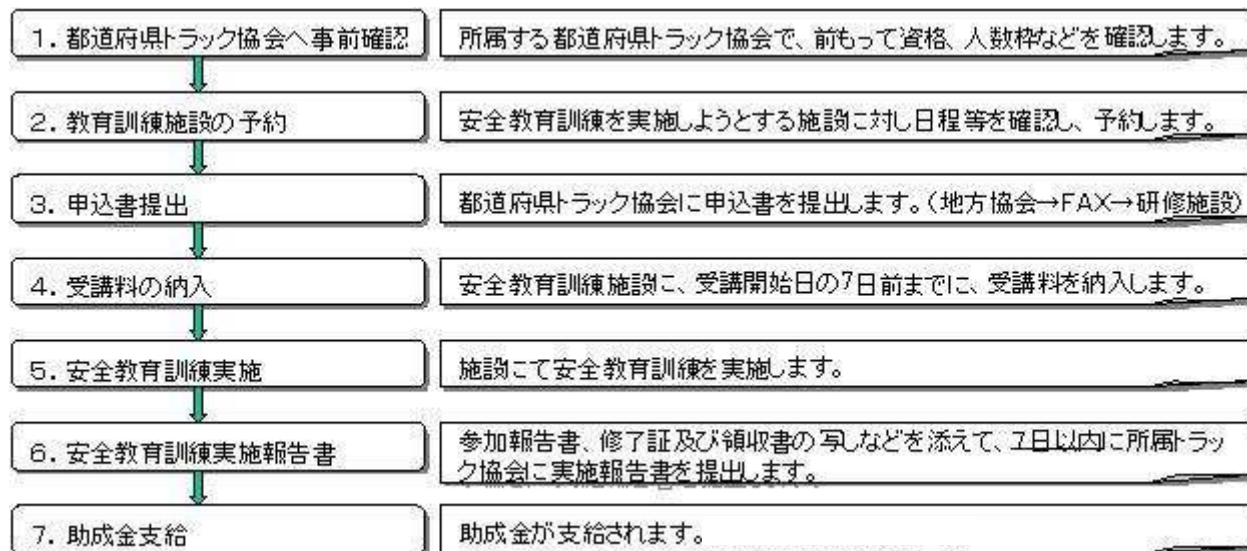 1. 都道府県トラック協会へ事前確認
所属する都道府県トラック協会で、前もって資格、人数枠などを確認します。
2. 教育訓練施設の予約
安全教育訓練を実施しようとする施設に対し日程等を確認し、予約します。
3. 申込書提出
都道府県トラック協会に申込書を提出します。(地方協会→FAX→研修施設)
4. 受講料の納入
安全教育訓練施設に、受講開始日の7日前までに、受講料を納入します。
5. 安全教育訓練実施
施設にて安全教育訓練を実施します。
6. 安全教育訓練実施報告書
参加報告書、修了証及び領収書の写しなどを添えて、7日以内に所属トラッ
ク協会に実施報告書を提出します。
7. 助成金支給
助成金が支給されます。